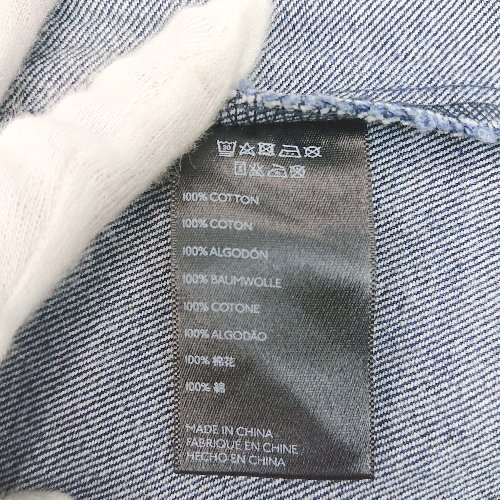 30
100% COTTON
100% COTON
100% ALGODÓN
100% BAUMWOLLE
100% COTONE
100% ALGODÃO
100% 棉花
100% 綿
MADE IN CHINA
FABRIQUÉ EN CHINE
HECHO EN CHINA